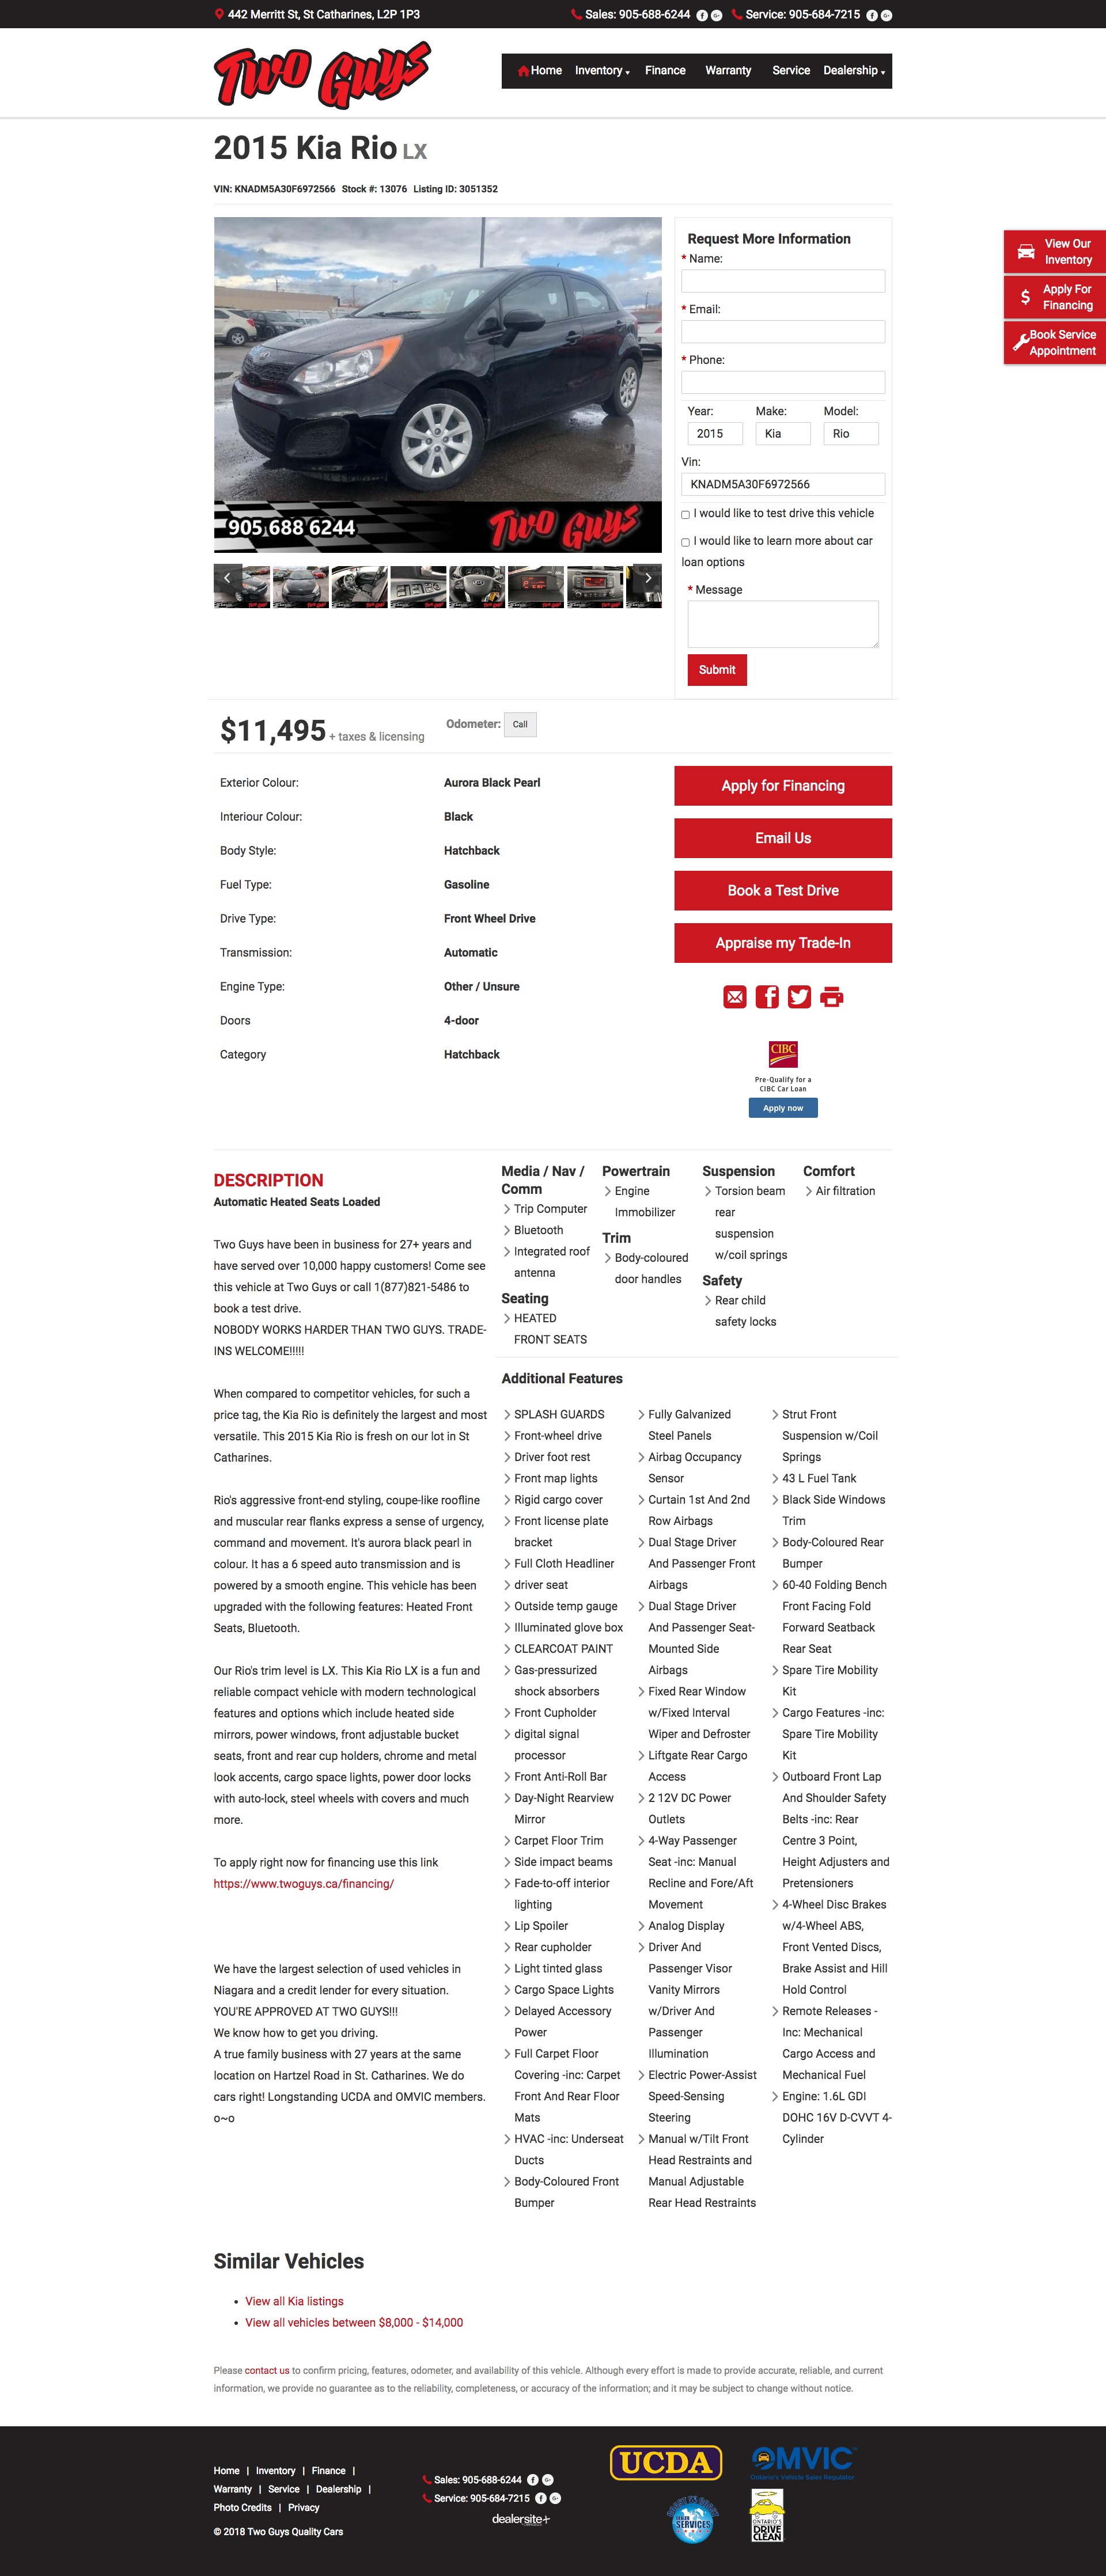 442 Merritt St, St Catharines, L2P 1P3
Sales: 905-688-6244
Service: 905-684-7215
Two Guys
Home
Inventory
Finance
Warranty
Service
Dealership
2015 Kia Rio LX
VIN: KNADM5A30F6972566 Stock #: 13076 Listing ID: 3051352
905 688 6244
Two Guys
Request More Information
* Name:
* Email:
* Phone:
Year:
Make:
Model:
2015
Kia
Rio
Vin:
KNADM5A30F6972566
I would like to test drive this vehicle
I would like to learn more about car
loan options
* Message
Submit
View Our
Inventory
Apply For
Financing
Book Service
Appointment
$11,495 + taxes & licensing
Odometer: Call
Exterior Colour: Aurora Black Pearl
Interiour Colour: Black
Body Style: Hatchback
Fuel Type: Gasoline
Drive Type: Front Wheel Drive
Transmission: Automatic
Engine Type: Other / Unsure
Doors 4-door
Category Hatchback
Apply for Financing
Email Us
Book a Test Drive
Appraise my Trade-In
CIBC
Pre-Qualify for a
CIBC Car Loan
Apply now
DESCRIPTION
Automatic Heated Seats Loaded
Two Guys have been in business for 27+ years and
have served over 10,000 happy customers! Come see
this vehicle at Two Guys or call 1(877)821-5486 to
book a test drive.
NOBODY WORKS HARDER THAN TWO GUYS. TRADE-
INS WELCOME!!!!!
When compared to competitor vehicles, for such a
price tag, the Kia Rio is definitely the largest and most
versatile. This 2015 Kia Rio is fresh on our lot in St
Catharines.
Rio's aggressive front-end styling, coupe-like roofline
and muscular rear flanks express a sense of urgency,
command and movement. It's aurora black pearl in
colour. It has a 6 speed auto transmission and is
powered by a smooth engine. This vehicle has been
upgraded with the following features: Heated Front
Seats, Bluetooth.
Our Rio's trim level is LX. This Kia Rio LX is a fun and
reliable compact vehicle with modern technological
features and options which include heated side
mirrors, power windows, front adjustable bucket
seats, front and rear cup holders, chrome and metal
look accents, cargo space lights, power door locks
with auto-lock, steel wheels with covers and much
more.
To apply right now for financing use this link
https://www.twoguys.ca/financing/
We have the largest selection of used vehicles in
Niagara and a credit lender for every situation.
YOU'RE APPROVED AT TWO GUYS!!!
We know how to get you driving.
A true family business with 27 years at the same
location on Hartzel Road in St. Catharines. We do
cars right! Longstanding UCDA and OMVIC members.
o~o
Media / Nav /
Comm
Trip Computer
Bluetooth
Integrated roof
antenna
Seating
HEATED
FRONT SEATS
Powertrain
Engine
Immobilizer
Trim
Body-coloured
door handles
Suspension
Torsion beam
rear
suspension
w/coil springs
Safety
Rear child
safety locks
Comfort
Air filtration
Additional Features
SPLASH GUARDS
Front-wheel drive
Driver foot rest
Front map lights
Rigid cargo cover
Front license plate
bracket
Full Cloth Headliner
driver seat
Outside temp gauge
Illuminated glove box
CLEARCOAT PAINT
Gas-pressurized
shock absorbers
Front Cupholder
digital signal
processor
Front Anti-Roll Bar
Day-Night Rearview
Mirror
Carpet Floor Trim
Side impact beams
Fade-to-off interior
lighting
Lip Spoiler
Rear cupholder
Light tinted glass
Cargo Space Lights
Delayed Accessory
Power
Full Carpet Floor
Covering -inc: Carpet
Front And Rear Floor
Mats
HVAC -inc: Underseat
Ducts
Body-Coloured Front
Bumper
Fully Galvanized
Steel Panels
Airbag Occupancy
Sensor
Curtain 1st And 2nd
Row Airbags
Dual Stage Driver
And Passenger Front
Airbags
Dual Stage Driver
And Passenger Seat-
Mounted Side
Airbags
Fixed Rear Window
w/Fixed Interval
Wiper and Defroster
Liftgate Rear Cargo
Access
2 12V DC Power
Outlets
4-Way Passenger
Seat -inc: Manual
Recline and Fore/Aft
Movement
Analog Display
Driver And
Passenger Visor
Vanity Mirrors
w/Driver And
Passenger
Illumination
Electric Power-Assist
Speed-Sensing
Steering
Manual w/Tilt Front
Head Restraints and
Manual Adjustable
Rear Head Restraints
Strut Front
Suspension w/Coil
Springs
43 L Fuel Tank
Black Side Windows
Trim
Body-Coloured Rear
Bumper
60-40 Folding Bench
Front Facing Fold
Forward Seatback
Rear Seat
Spare Tire Mobility
Kit
Cargo Features -inc:
Spare Tire Mobility
Kit
Outboard Front Lap
And Shoulder Safety
Belts -inc: Rear
Centre 3 Point,
Height Adjusters and
Pretensioners
4-Wheel Disc Brakes
w/4-Wheel ABS,
Front Vented Discs,
Brake Assist and Hill
Hold Control
Remote Releases -
Inc: Mechanical
Cargo Access and
Mechanical Fuel
Engine: 1.6L GDI
DOHC 16V D-CVVT 4-
Cylinder
Similar Vehicles
View all Kia listings
View all vehicles between $8,000 - $14,000
Please contact us to confirm pricing, features, odometer, and availability of this vehicle. Although every effort is made to provide accurate, reliable, and current
information, we provide no guarantee as to the reliability, completeness, or accuracy of the information; and it may be subject to change without notice.
Home | Inventory | Finance |
Warranty | Service | Dealership |
Photo Credits | Privacy
© 2018 Two Guys Quality Cars
Sales: 905-688-6244
Service: 905-684-7215
dealersite+
UCDA
OMVIC
Ontario's Vehicle Sales Regulator
SERVICES
ONTARIO'S
DRIVE
CLEAN